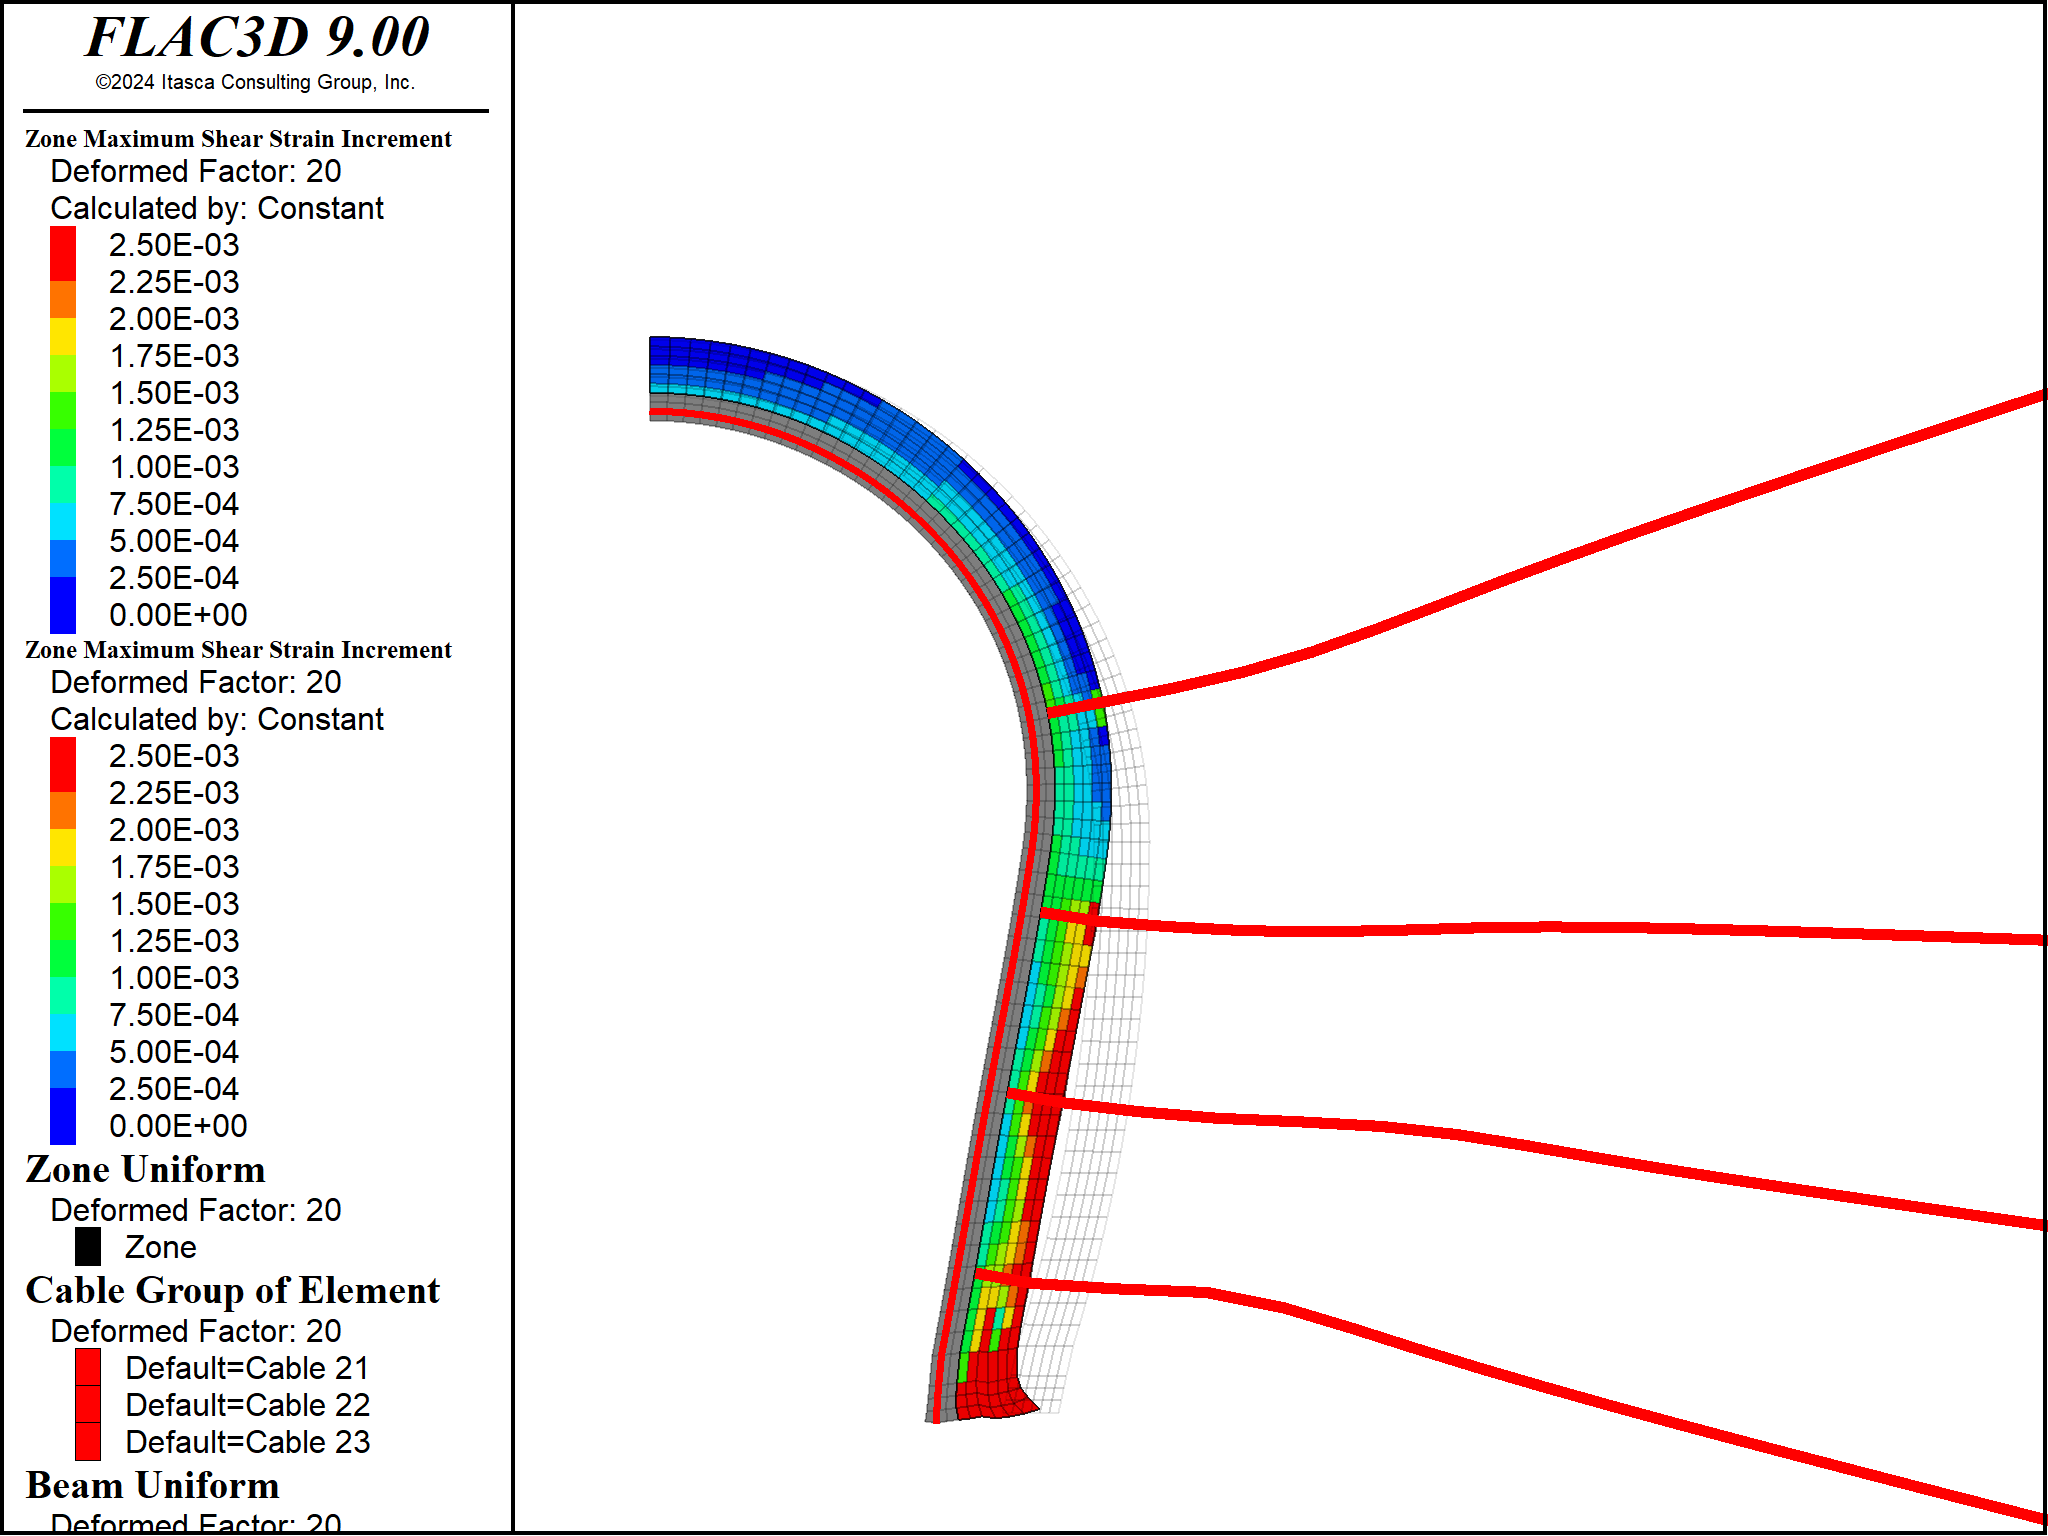 FLAC3D 9.00
©2024 Itasca Consulting Group, Inc.
Zone Maximum Shear Strain Increment
Deformed Factor: 20
Calculated by: Constant
2.50E-03
2.25E-03
2.00E-03
1.75E-03
1.50E-03
1.25E-03
1.00E-03
7.50E-04
5.00E-04
2.50E-04
0.00E+00
Zone Maximum Shear Strain Increment
Deformed Factor: 20
Calculated by: Constant
2.50E-03
2.25E-03
2.00E-03
1.75E-03
1.50E-03
1.25E-03
1.00E-03
7.50E-04
5.00E-04
2.50E-04
0.00E+00
Zone Uniform
Deformed Factor: 20
Zone
Cable Group of Element
Deformed Factor: 20
Default=Cable 21
Default=Cable 22
Default=Cable 23
Beam Uniform
Deformed Factor: 20